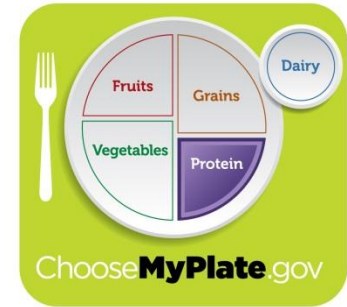 Fruits
Grains
Dairy
Vegetables
Protein
ChooseMyPlate.gov